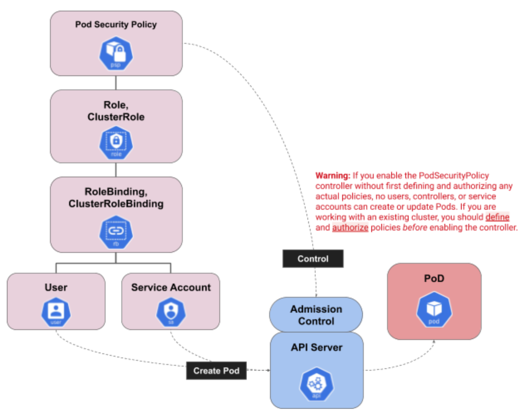 Pod Security Policy
psp
Role,
ClusterRole
role
RoleBinding,
ClusterRoleBinding
rb
User
user
Service Account
sa
Warning: If you enable the PodSecurityPolicy
controller without first defining and authorizing any
actual policies, no users, controllers, or service
accounts can create or update Pods. If you are
working with an existing cluster, you should define
and authorize policies before enabling the controller.
Control
Admission
Control
API Server
api
PoD
pod
Create Pod